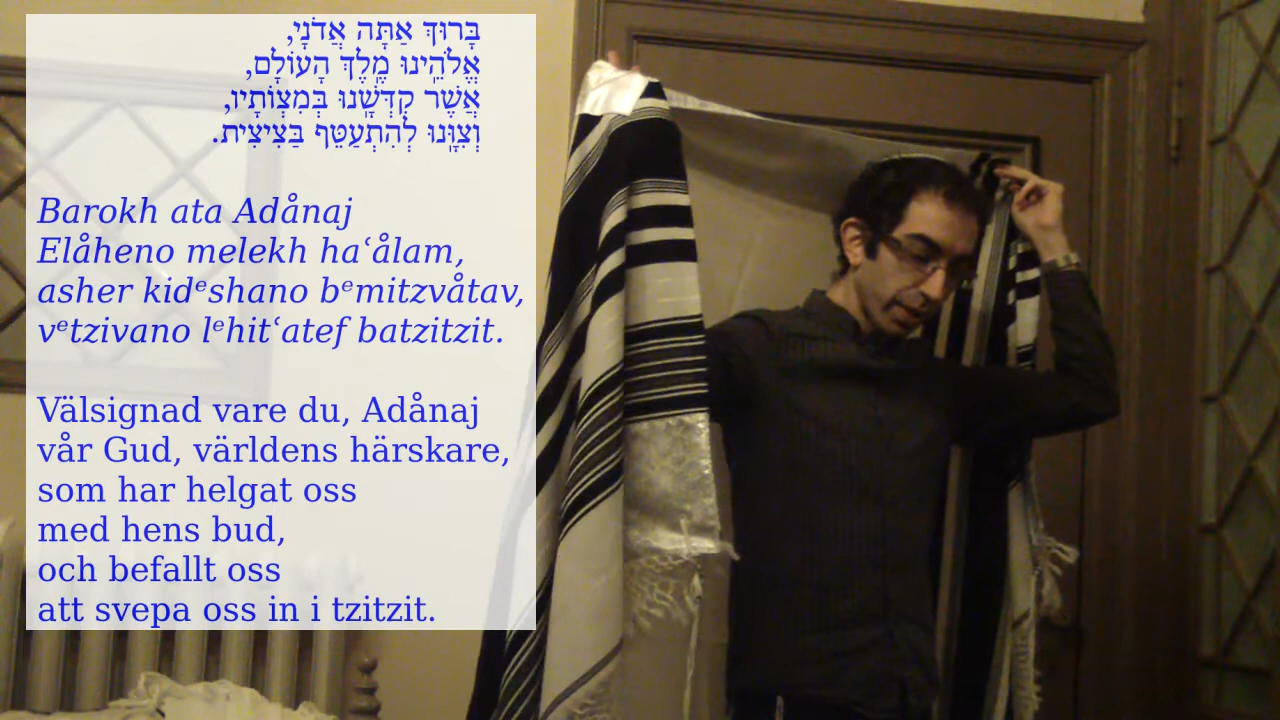 בָּרוּךְ אַתָּה אֲדֹנָי,
אֱלֹהֵֽינוּ מֶֽלֶךְ הָעוֹלָם,
אֲשֶׁר קִדְּשָֽׁנוּ בְּמִצְוֹתָיו,
וְצִוָּֽנוּ לְהִתְעַטֵּף בַּצִיצִית.
Barokh ata Adånaj
Elåheno melekh haʿålam,
asher kidᵉshano bᵉmitzvåtav,
vᵉtzivano lᵉhitʿatef batzitzit.
Välsignad vare du, Adånaj
vår Gud, världens härskare,
som har helgat oss
med hens bud,
och befallt oss
att svepa oss in i tzitzit.